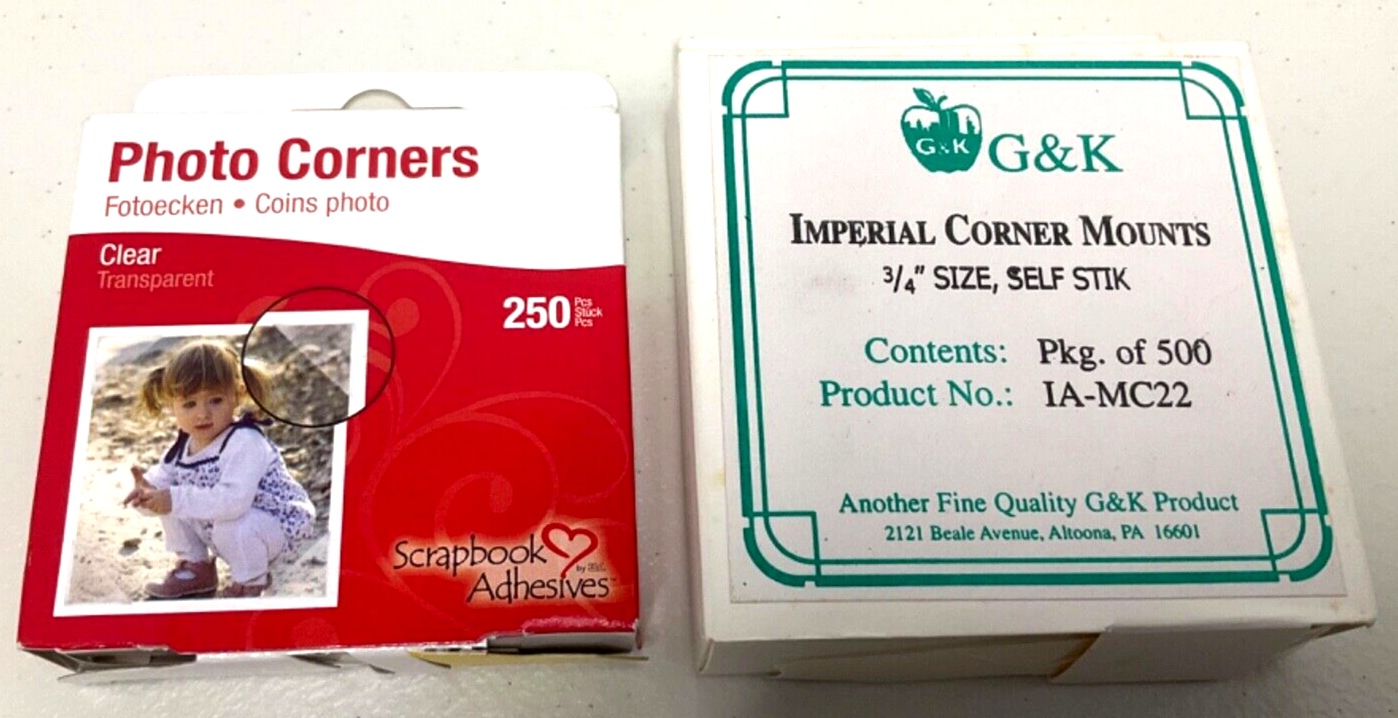 Photo Corners
Fotoecken • Coins photo
Clear
Transparent
250 Pcs
Stück
Pcs
Scrapbook
by
Adhesives™
G&K
G&K
IMPERIAL CORNER MOUNTS
3/4" SIZE, SELF STIK
Contents: Pkg. of 500
Product No.: IA-MC22
Another Fine Quality G&K Product
2121 Beale Avenue, Altoona, PA 16601